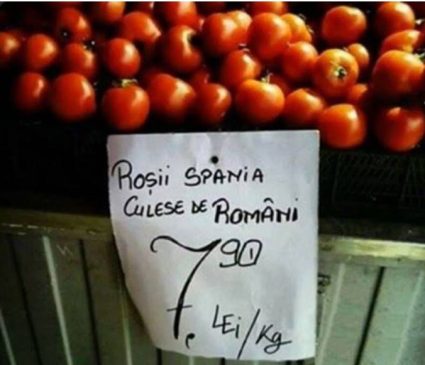 Roșii SPANIA
CULESE DE ROMÂNI
7,90
LEi/Kg